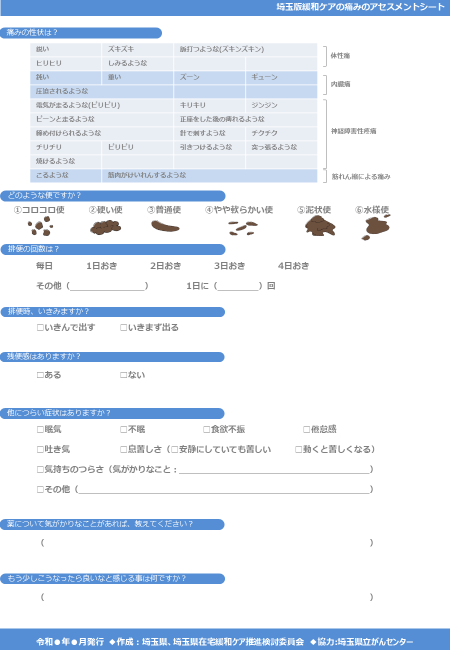 埼玉版緩和ケアの痛みのアセスメントシート
痛みの性状は？
鋭い ズキズキ 脈打つような(ズキンズキン)
ヒリヒリ しみるような
体性痛
鈍い 重い ズーン ギューン
圧迫されるような
内臓痛
電気が走るような(ビリビリ) キリキリ ジンジン
ビーンと走るような 正座をした後の痺れるような
締め付けられるような 針で刺すような チクチク
チリチリ ピリピリ 引きつけるような 突っ張るような
焼けるような
神経障害性疼痛
こるような 筋肉がけいれんするような
筋れん縮による痛み
どのような便ですか？
①コロコロ便 ②硬い便 ③普通便 ④やや軟らかい便 ⑤泥状便 ⑥水様便
排便の回数は？
毎日 1日おき 2日おき 3日おき 4日おき
その他（＿＿＿＿＿＿＿＿） 1日に（＿＿＿＿）回
排便時、いきみますか？
□いきんで出す □いきまず出る
残便感はありますか？
□ある □ない
他につらい症状はありますか？
□眠気 □不眠 □食欲不振 □倦怠感
□吐き気 □息苦しさ（□安静にしていても苦しい □動くと苦しくなる）
□気持ちのつらさ（気がかりなこと：＿＿＿＿＿＿＿＿＿＿＿＿＿＿＿＿＿＿＿＿）
□その他（＿＿＿＿＿＿＿＿＿＿＿＿＿＿＿＿＿＿＿＿＿＿＿＿＿＿＿＿＿＿）
薬について気がかりなことがあれば、教えてください？
（ ）
もう少しこうなったら良いなと感じる事は何ですか？
（ ）
令和●年●月発行 ◆作成：埼玉県、埼玉県在宅緩和ケア推進検討委員会 ◆協力:埼玉県立がんセンター